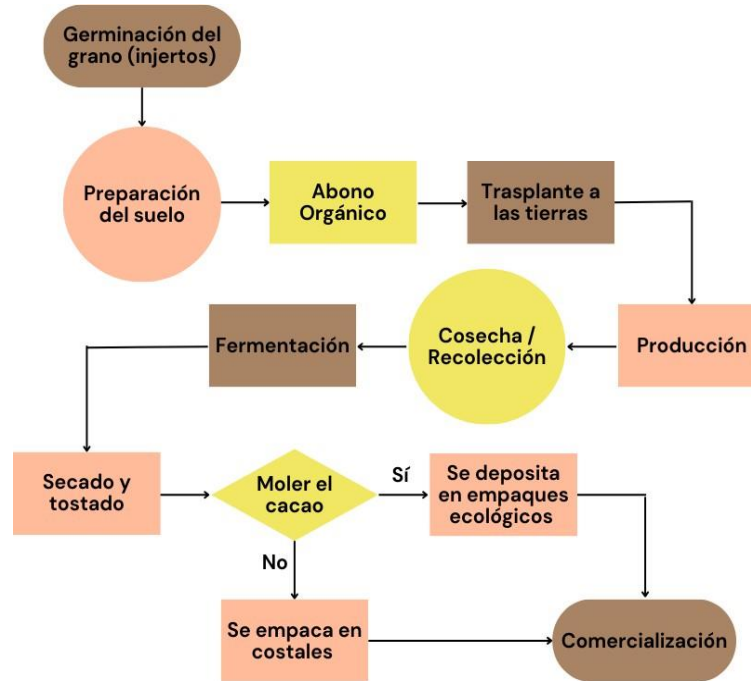 Germinación del
grano (injertos)
Preparación
del suelo
Abono
Orgánico
Trasplante a
las tierras
Producción
Cosecha /
Recolección
Fermentación
Secado y
tostado
Moler el
cacao
Sí
Se deposita
en empaques
ecológicos
No
Se empaca en
costales
Comercialización